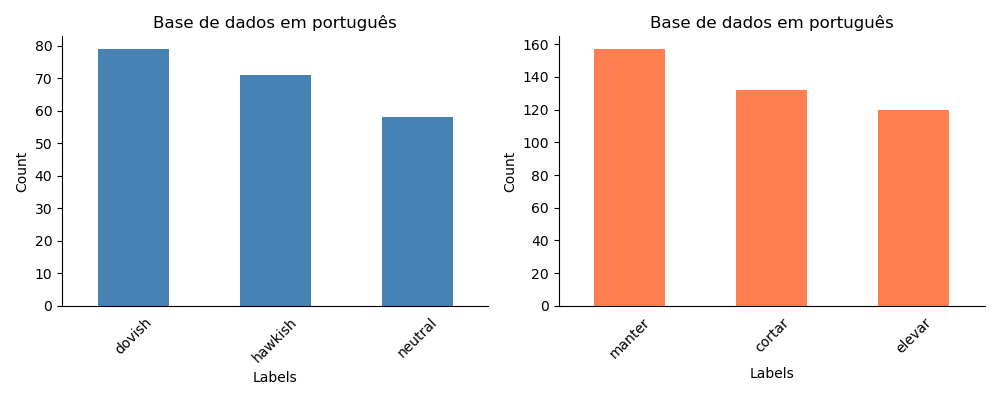 Base de dados em português
80
70
60
50
40
30
20
10
0
Count
dovish
hawkish
neutral
Labels
Base de dados em português
160
140
120
100
80
60
40
20
0
Count
manter
cortar
elevar
Labels